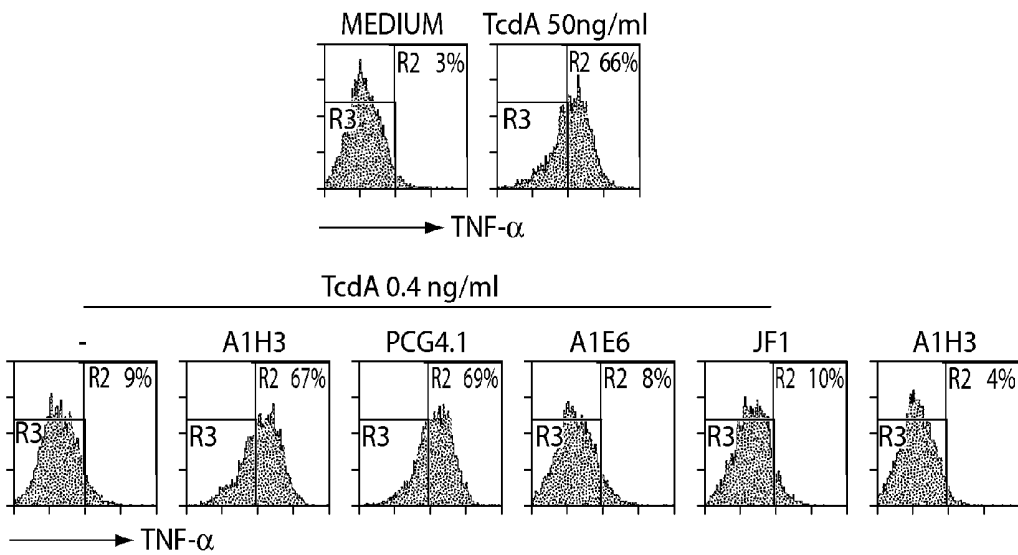 MEDIUM TcdA 50ng/ml
R2 3% R2 66%
R3 R3
TNF-α
TcdA 0.4 ng/ml
- A1H3 PCG4.1 A1E6 JF1 A1H3
R2 9% R2 67% R2 69% R2 8% R2 10% R2 4%
R3 R3 R3 R3 R3 R3
TNF-α